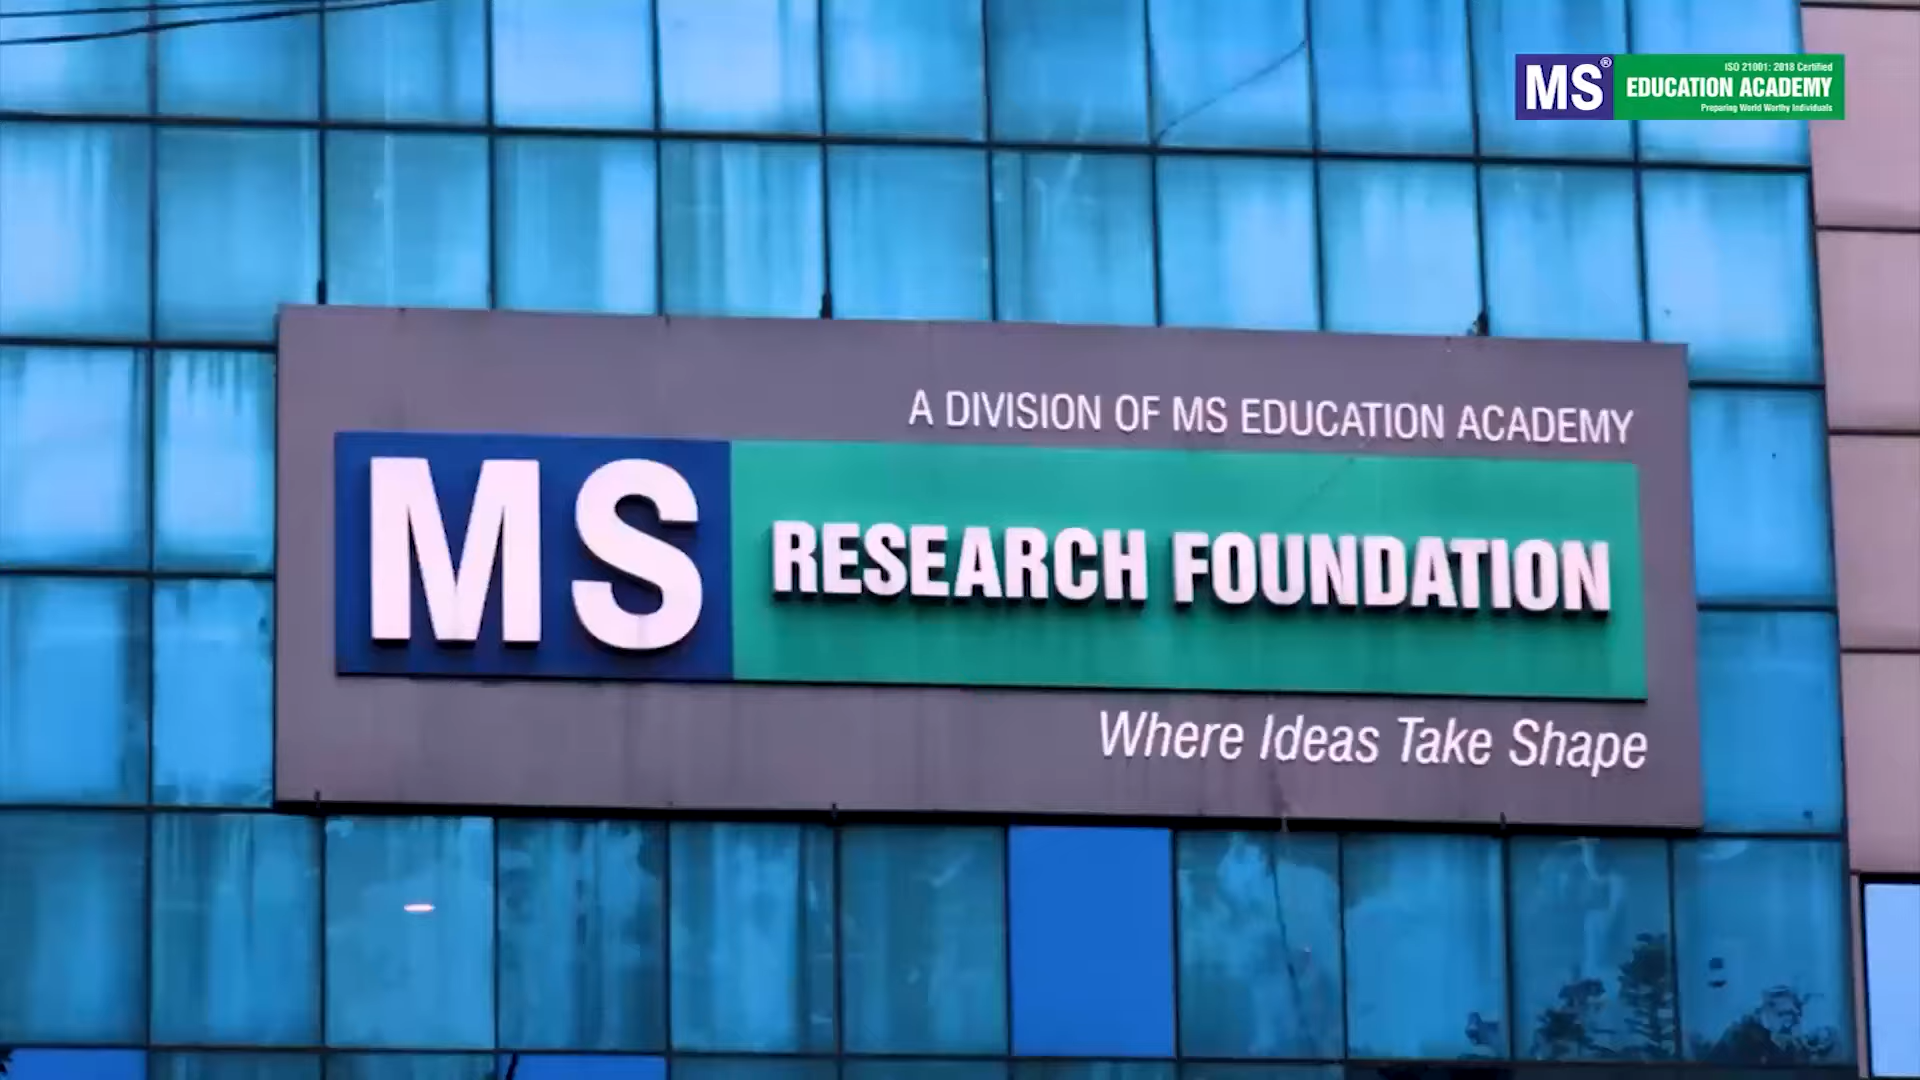 MS®
ISO 21001: 2018 Certified
EDUCATION ACADEMY
Preparing World Worthy Individuals
A DIVISION OF MS EDUCATION ACADEMY
MS RESEARCH FOUNDATION
Where Ideas Take Shape